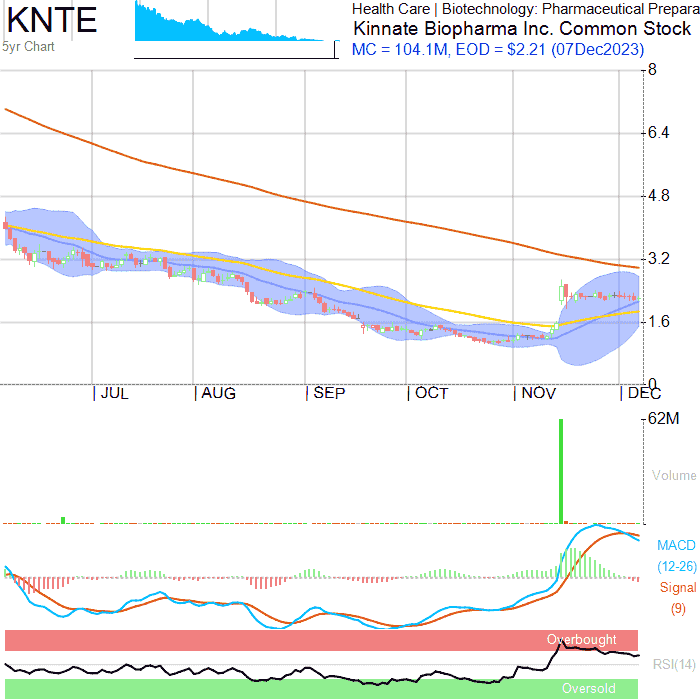 KNTE
5yr Chart
Health Care | Biotechnology: Pharmaceutical Prepara
Kinnate Biopharma Inc. Common Stock
MC = 104.1M, EOD = $2.21 (07Dec2023)
8
6.4
4.8
3.2
1.6
0
JUL AUG SEP OCT NOV DEC
62M
Volume
MACD
(12-26)
Signal
(9)
Overbought
RSI(14)
Oversold